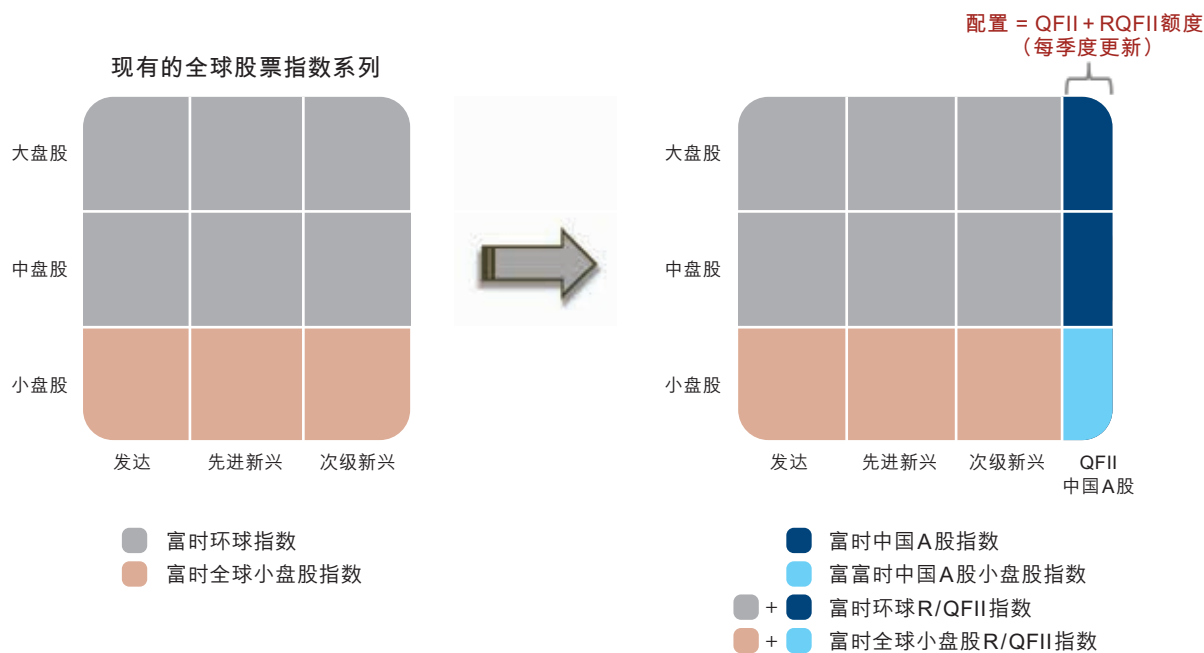 配置 = QFII + RQFII额度
（每季度更新）
现有的全球股票指数系列
大盘股
中盘股
小盘股
发达
先进新兴
次级新兴
富时环球指数
富时全球小盘股指数
大盘股
中盘股
小盘股
发达
先进新兴
次级新兴
QFII
中国A股
富时中国A股指数
富富时中国A股小盘股指数
+ 富时环球R/QFII指数
+ 富时全球小盘股R/QFII指数